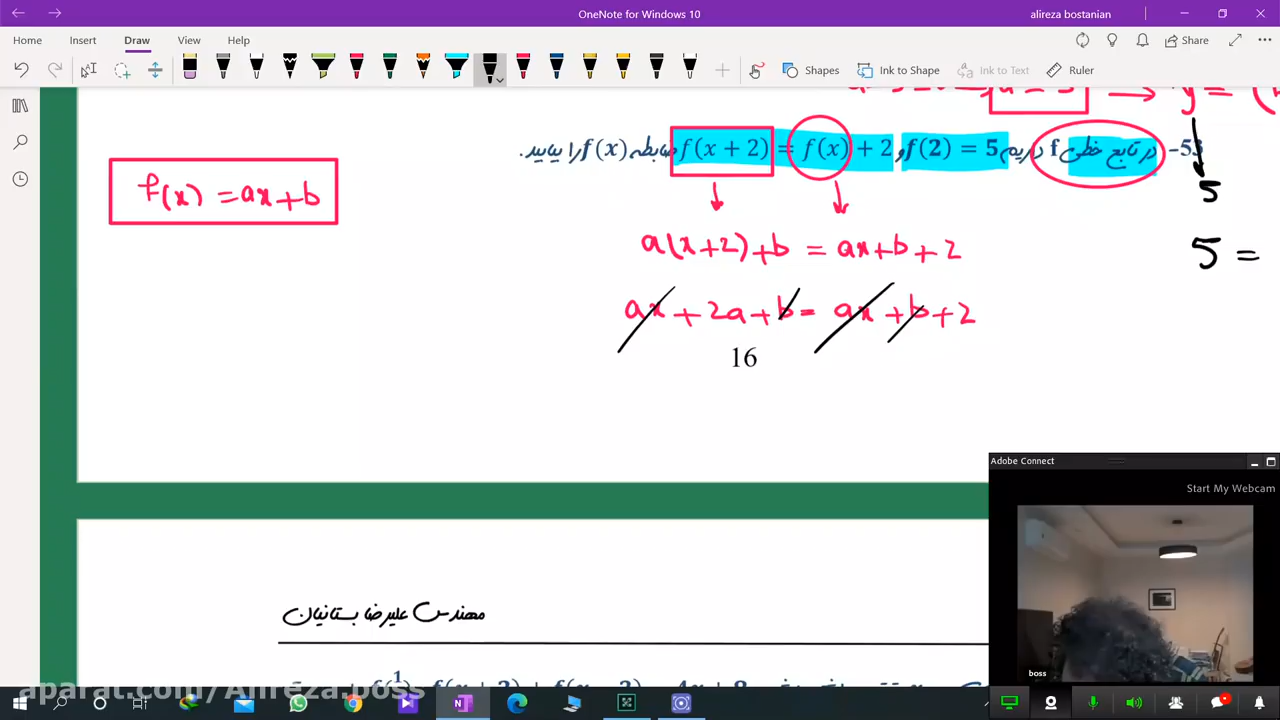 OneNote for Windows 10
alireza bostanian
Home Insert Draw View Help
Share
Shapes
Ink to Shape
Ink to Text
Ruler
53- در تابع خطی f داریم f(2) = 5 و f(x + 2) = f(x) + 2 ضابطه f(x) را بیابید.
f(x) = ax+b
5
a(x+2)+b = ax+b+2
5 =
ax + 2a+b = ax+b+2
16
Adobe Connect
Start My Webcam
boss
مهندس علیرضا بستانیان
aparat.com/Alireza.boss